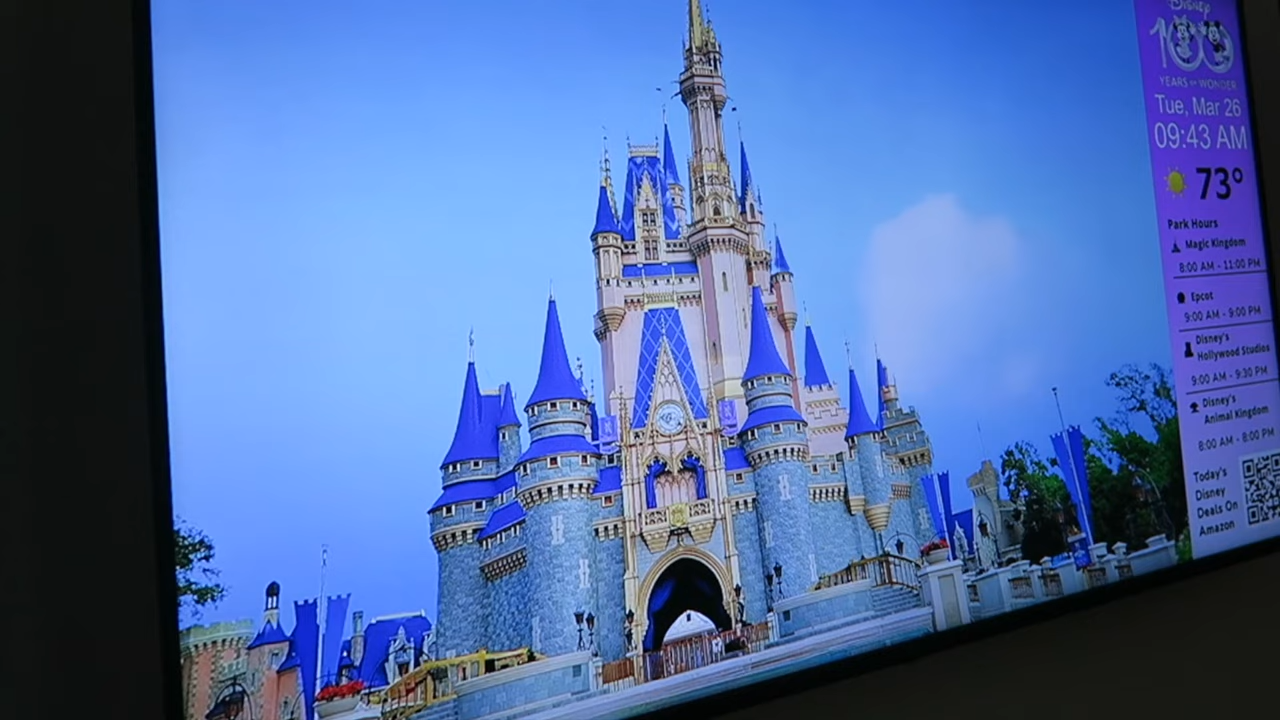 Disney
100
YEARS OF WONDER
Tue, Mar 26
09:43 AM
73°
Park Hours
Magic Kingdom
8:00 AM - 11:00 PM
Epcot
9:00 AM - 9:00 PM
Disney's
Hollywood Studios
9:00 AM - 9:30 PM
Disney's
Animal Kingdom
8:00 AM - 8:00 PM
Today's
Disney
Deals On
Amazon